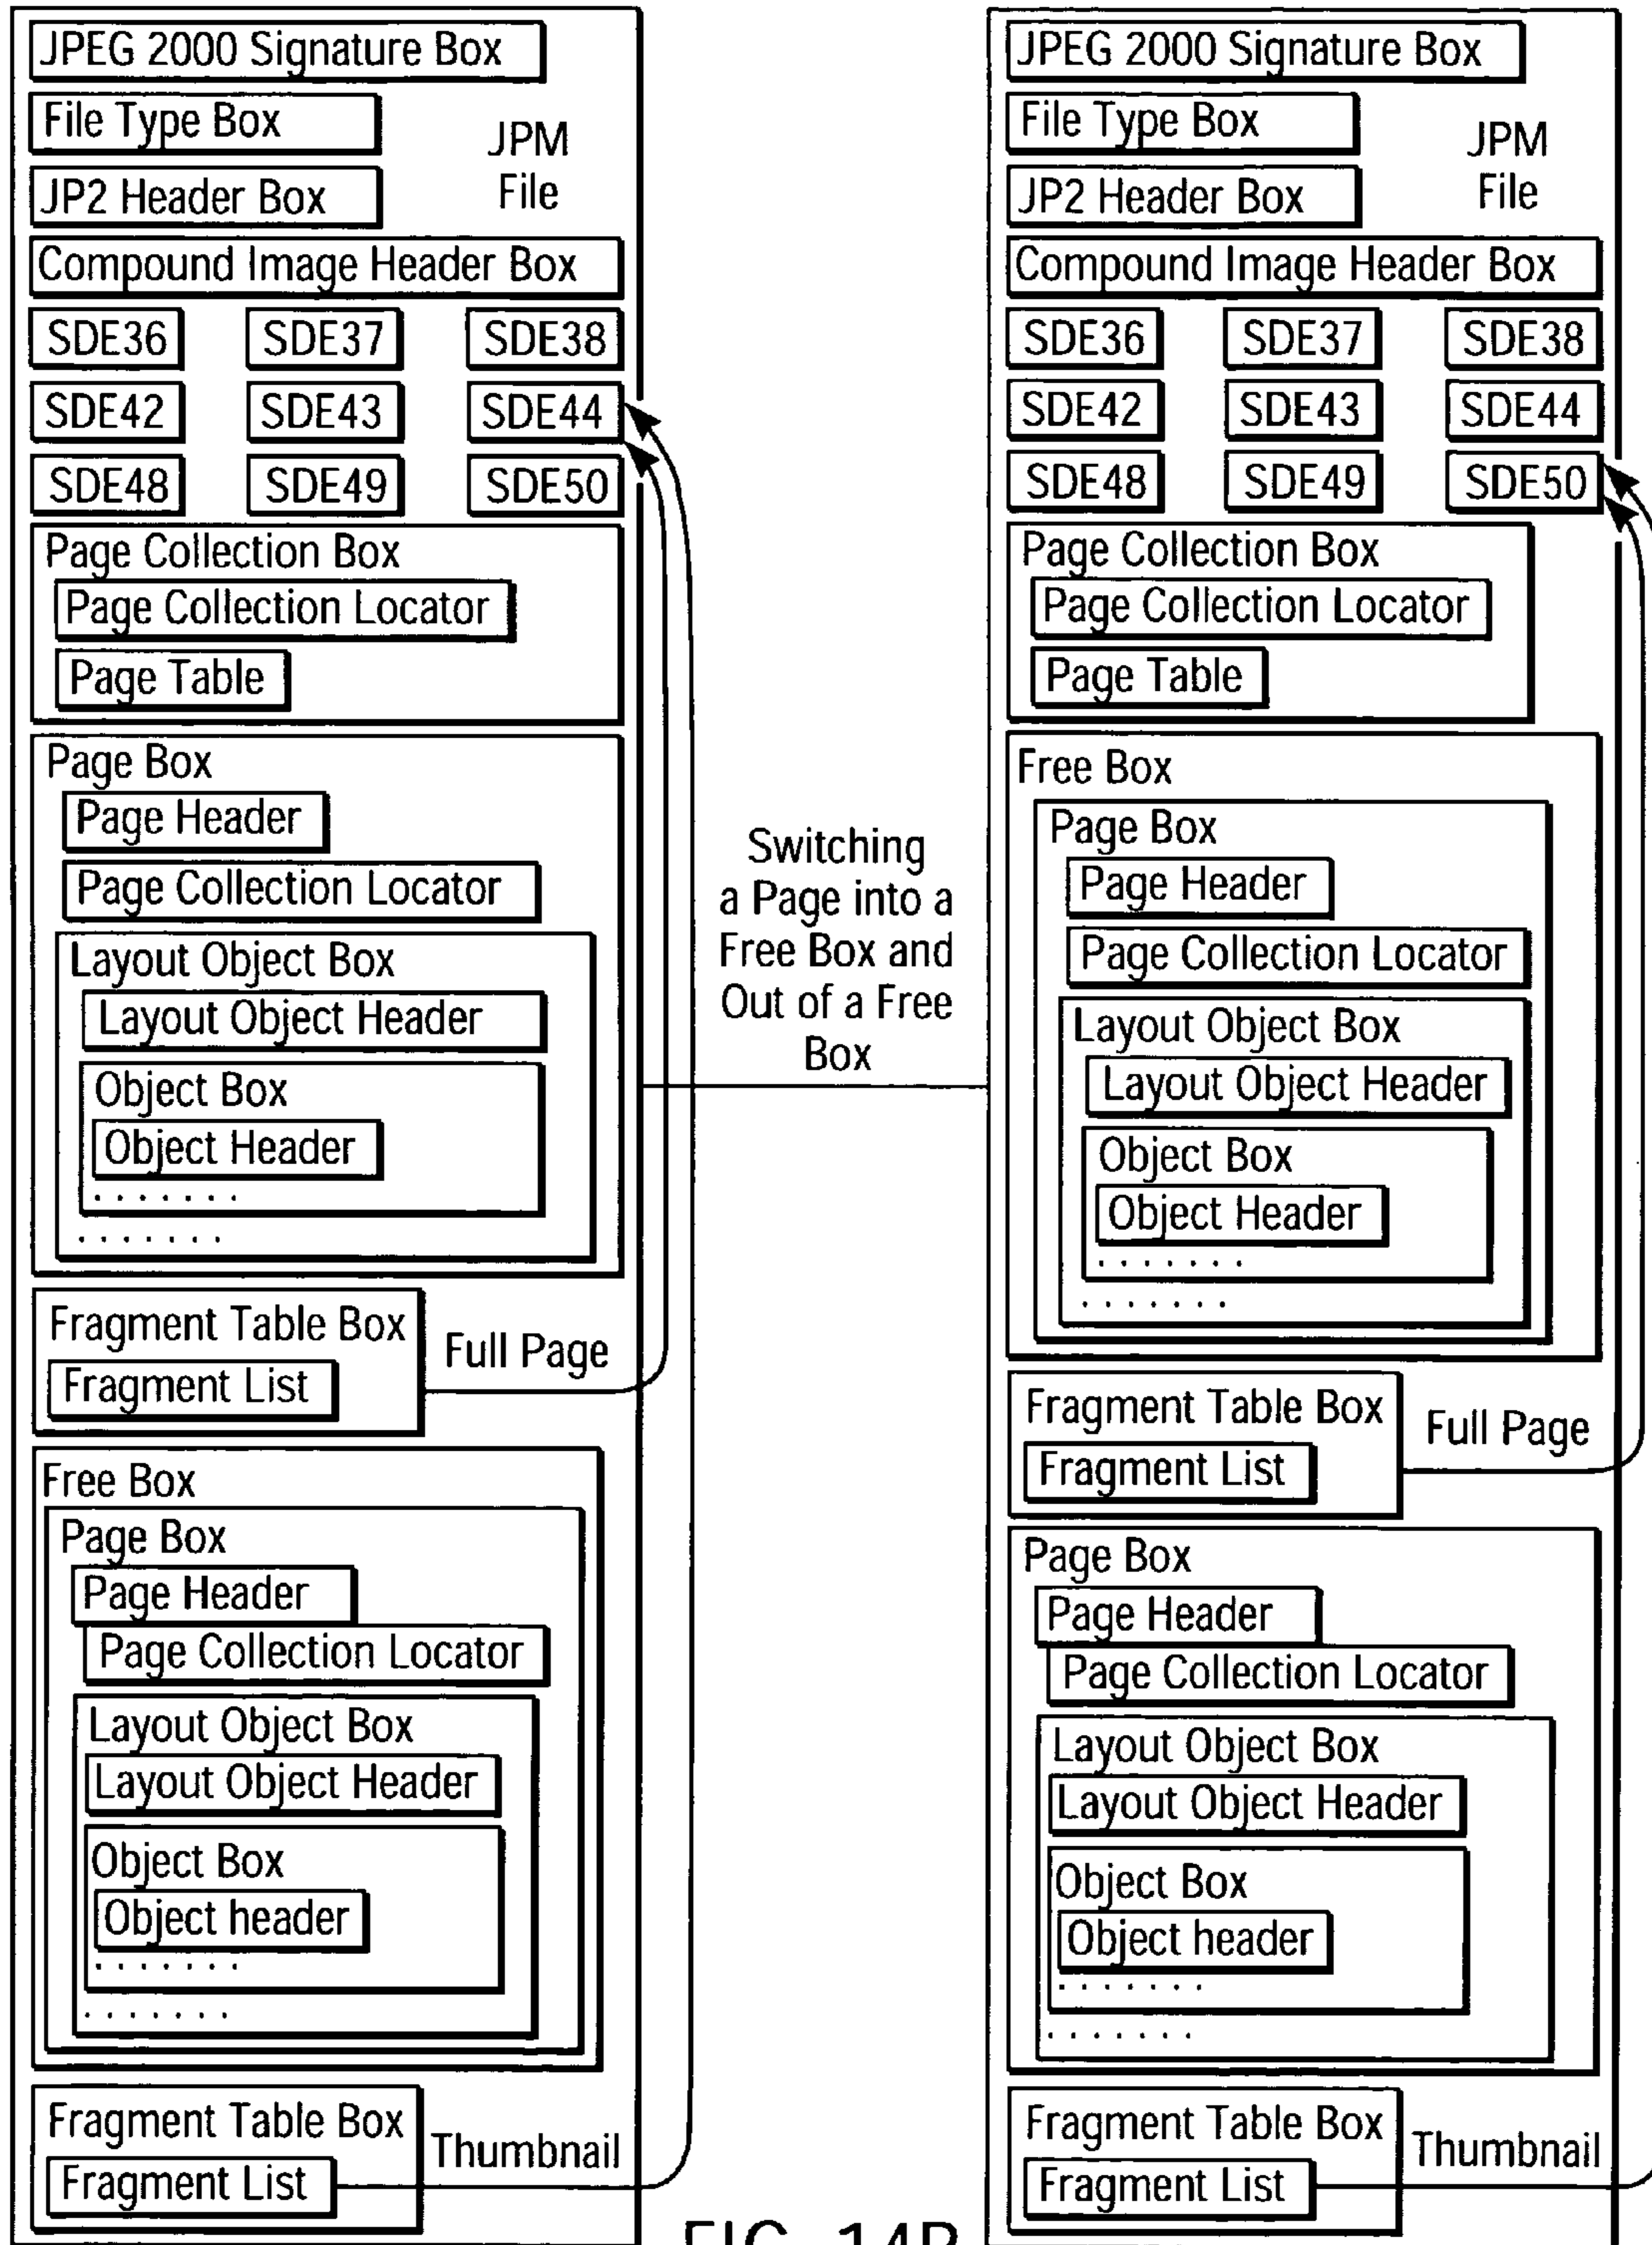 JPEG 2000 Signature Box
File Type Box
JPM
File
JP2 Header Box
Compound Image Header Box
SDE36 SDE37 SDE38
SDE42 SDE43 SDE44
SDE48 SDE49 SDE50
Page Collection Box
Page Collection Locator
Page Table
Page Box
Page Header
Page Collection Locator
Layout Object Box
Layout Object Header
Object Box
Object Header
. . . . . . .
. . . . . . .
Fragment Table Box
Fragment List
Full Page
Free Box
Page Box
Page Header
Page Collection Locator
Layout Object Box
Layout Object Header
Object Box
Object header
. . . . . . .
. . . . . . .
Fragment Table Box
Fragment List
Thumbnail
Switching
a Page into a
Free Box and
Out of a Free
Box
JPEG 2000 Signature Box
File Type Box
JPM
File
JP2 Header Box
Compound Image Header Box
SDE36 SDE37 SDE38
SDE42 SDE43 SDE44
SDE48 SDE49 SDE50
Page Collection Box
Page Collection Locator
Page Table
Free Box
Page Box
Page Header
Page Collection Locator
Layout Object Box
Layout Object Header
Object Box
Object Header
. . . . . . .
. . . . . . .
Fragment Table Box
Fragment List
Full Page
Page Box
Page Header
Page Collection Locator
Layout Object Box
Layout Object Header
Object Box
Object header
. . . . . . .
. . . . . . .
Fragment Table Box
Fragment List
Thumbnail
FIG. 14B